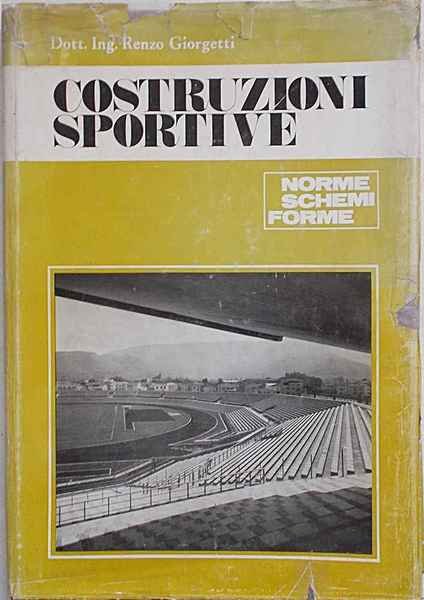 Dott. Ing. Renzo Giorgetti
COSTRUZIONI
SPORTIVE
NORME
SCHEMI
FORME